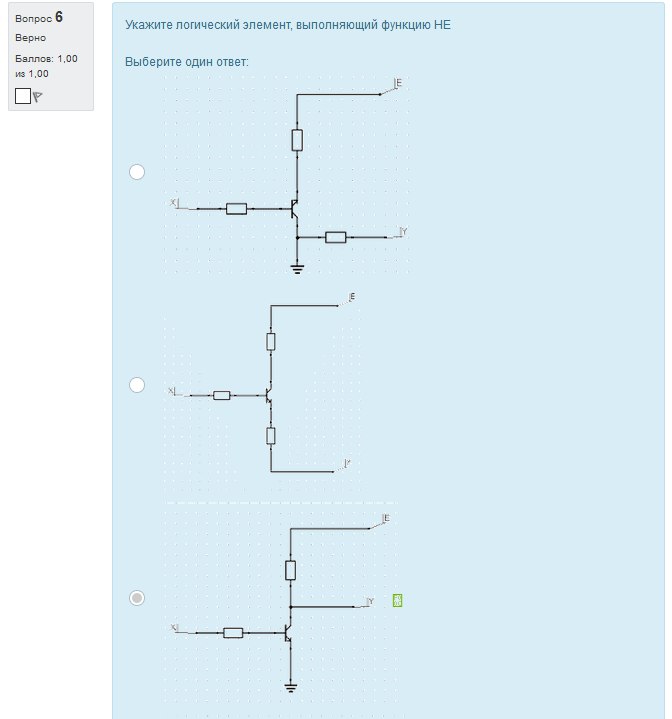 Вопрос 6
Верно
Баллов: 1,00
из 1,00
Укажите логический элемент, выполняющий функцию НЕ
Выберите один ответ:
E
X
Y
E
X
Y
E
Y
X